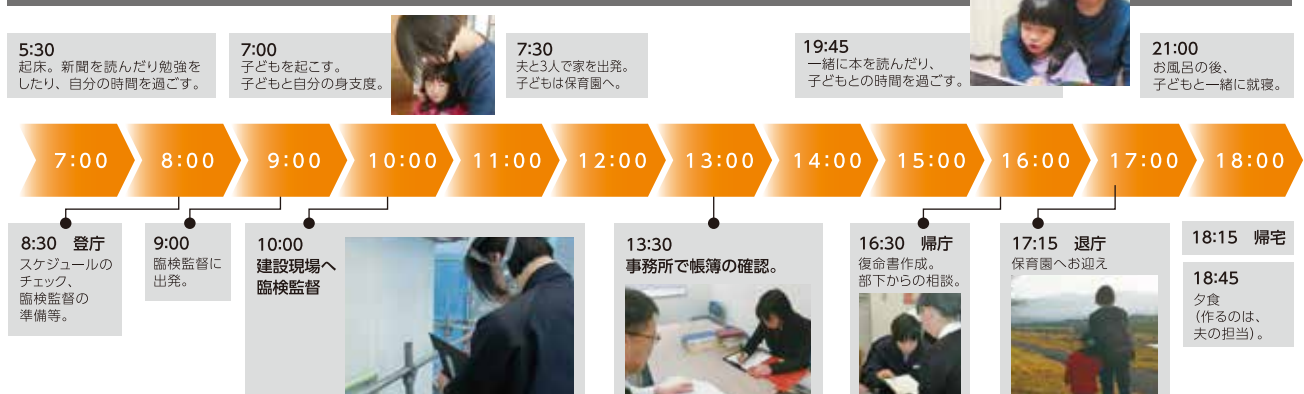 5:30
起床。新聞を読んだり勉強を
したり、自分の時間を過ごす。
7:00
子どもを起こす。
子どもと自分の身支度。
7:30
夫と3人で家を出発。
子どもは保育園へ。
19:45
一緒に本を読んだり、
子どもとの時間を過ごす。
21:00
お風呂の後、
子どもと一緒に就寝。
7:00
8:00
9:00
10:00
11:00
12:00
13:00
14:00
15:00
16:00
17:00
18:00
8:30 登庁
スケジュールの
チェック、
臨検監督の
準備等。
9:00
臨検監督に
出発。
10:00
建設現場へ
臨検監督
13:30
事務所で帳簿の確認。
16:30 帰庁
復命書作成。
部下からの相談。
17:15 退庁
保育園へお迎え
18:15 帰宅
18:45
夕食
(作るのは、
夫の担当)。